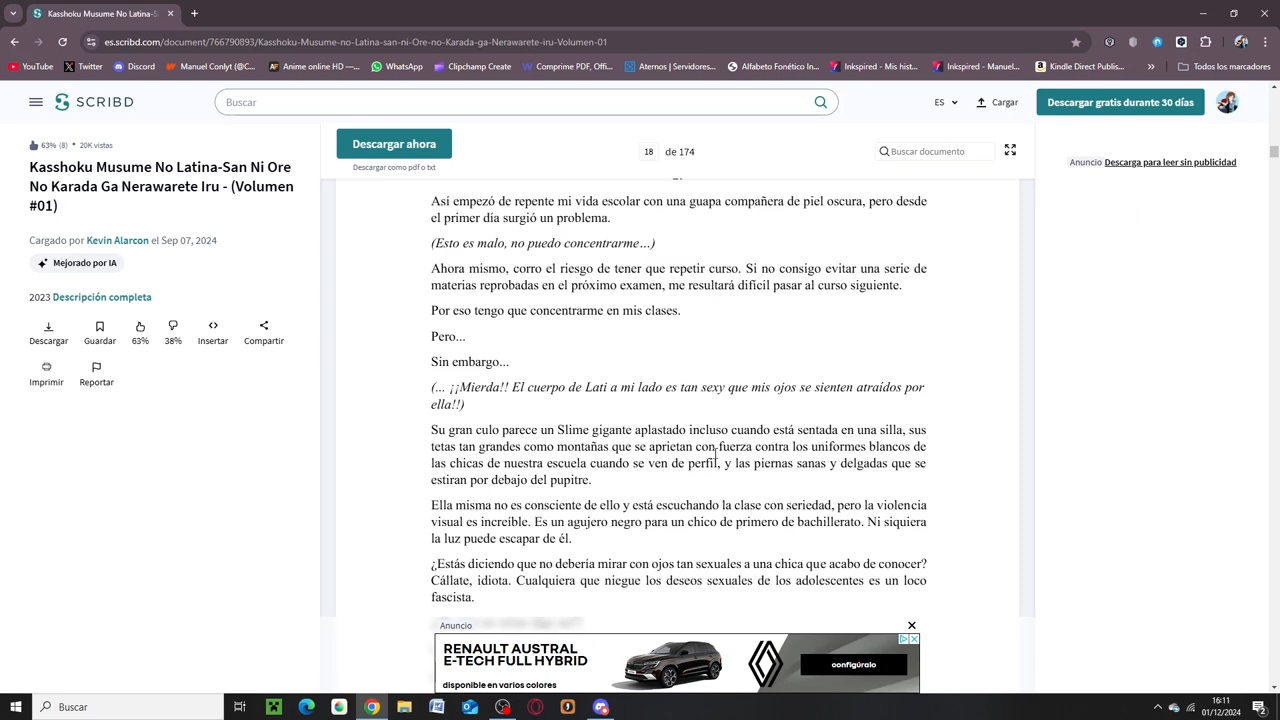 Kasshoku Musume No Latina-S
es.scribd.com/document/766790893/Kasshoku-Musume-no-Latina-san-ni-Ore-no-Karada-ga-Nerawarete-iru-Volumen-01
YouTube Twitter Discord Manuel Conlyt (@C... Anime online HD —... WhatsApp Clipchamp Create Comprime PDF, Offi... Aternos | Servidores... Alfabeto Fonético In... Inkspired - Mis hist... Inkspired - Manuel... Kindle Direct Publis... Todos los marcadores
SCRIBD
Buscar
ES
Cargar
Descargar gratis durante 30 días
63% (8) • 20K vistas
Kasshoku Musume No Latina-San Ni Ore
No Karada Ga Nerawarete Iru - (Volumen
#01)
Cargado por Kevin Alarcon el Sep 07, 2024
Mejorado por IA
2023 Descripción completa
Descargar Guardar 63% 38% Insertar Compartir
Imprimir Reportar
Descargar ahora
Descargar como pdf o txt
18 de 174
Buscar documento
Anuncio Descarga para leer sin publicidad
Así empezó de repente mi vida escolar con una guapa compañera de piel oscura, pero desde
el primer día surgió un problema.
(Esto es malo, no puedo concentrarme…)
Ahora mismo, corro el riesgo de tener que repetir curso. Si no consigo evitar una serie de
materias reprobadas en el próximo examen, me resultará difícil pasar al curso siguiente.
Por eso tengo que concentrarme en mis clases.
Pero...
Sin embargo...
(... ¡¡Mierda!! El cuerpo de Lati a mi lado es tan sexy que mis ojos se sienten atraídos por
ella!!)
Su gran culo parece un Slime gigante aplastado incluso cuando está sentada en una silla, sus
tetas tan grandes como montañas que se aprietan con fuerza contra los uniformes blancos de
las chicas de nuestra escuela cuando se ven de perfil, y las piernas sanas y delgadas que se
estiran por debajo del pupitre.
Ella misma no es consciente de ello y está escuchando la clase con seriedad, pero la violencia
visual es increíble. Es un agujero negro para un chico de primero de bachillerato. Ni siquiera
la luz puede escapar de él.
¿Estás diciendo que no debería mirar con ojos tan sexuales a una chica que acabo de conocer?
Cállate, idiota. Cualquiera que niegue los deseos sexuales de los adolescentes es un loco
fascista.
Anuncio
RENAULT AUSTRAL
E-TECH FULL HYBRID
disponible en varios colores
configúralo
Buscar
16:11
01/12/2024